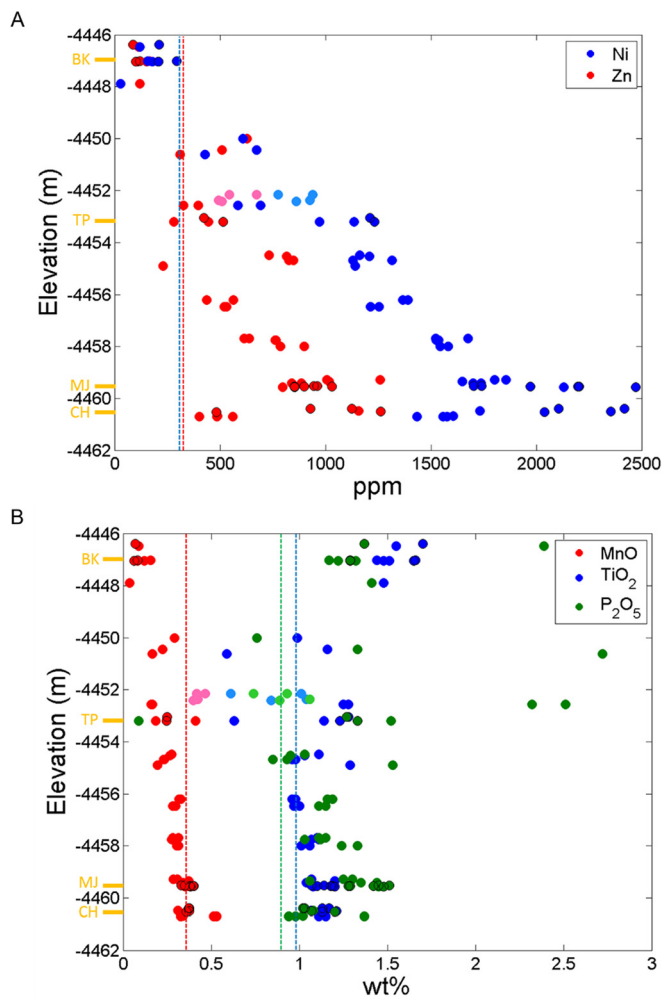 A
-4446
BK
-4448
-4450
-4452
TP
-4454
-4456
-4458
MJ
-4460
CH
-4462
Elevation (m)
Ni
Zn
0 500 1000 1500 2000 2500
ppm
B
-4446
BK
-4448
-4450
-4452
TP
-4454
-4456
-4458
MJ
-4460
CH
-4462
Elevation (m)
MnO
TiO2
P2O5
0 0.5 1 1.5 2 2.5 3
wt%